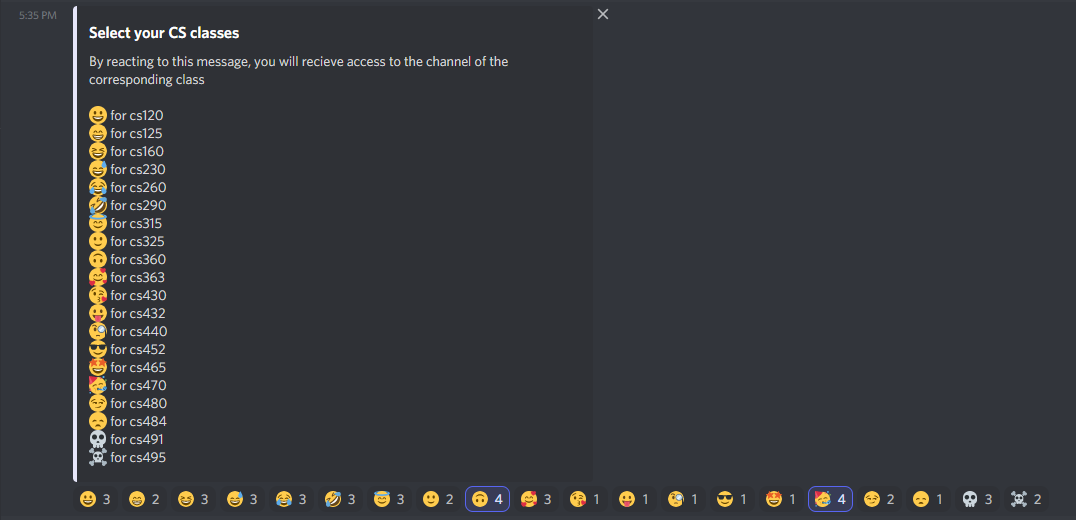 5:35 PM
Select your CS classes
By reacting to this message, you will recieve access to the channel of the
corresponding class
😀 for cs120
😁 for cs125
😆 for cs160
😅 for cs230
😂 for cs260
🤣 for cs290
😇 for cs315
🙂 for cs325
🙃 for cs360
🥰 for cs363
😘 for cs430
😛 for cs432
🧐 for cs440
😎 for cs452
🤩 for cs465
🥳 for cs470
😏 for cs480
😞 for cs484
💀 for cs491
☠️ for cs495
😀 3 😁 2 😆 3 😅 3 😂 3 🤣 3 😇 3 🙂 2 🙃 4 🥰 3 😘 1 😛 1 🧐 1 😎 1 🤩 1 🥳 4 😏 2 😞 1 💀 3 ☠️ 2